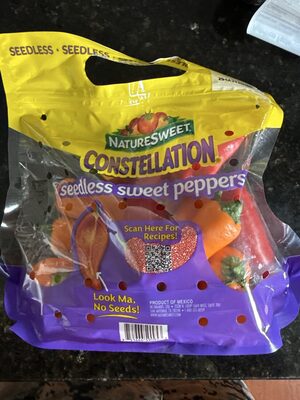 SEEDLESS • SEEDLESS
NATURESWEET
CONSTELLATION
seedless sweet peppers
Scan Here For
Recipes!
Look Ma,
No Seeds!
PRODUCT OF MEXICO